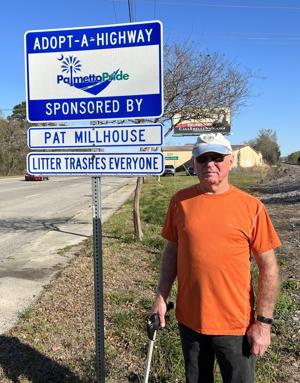 ADOPT-A-HIGHWAY
PalmettoPride
SPONSORED BY
PAT MILLHOUSE
LITTER TRASHES EVERYONE